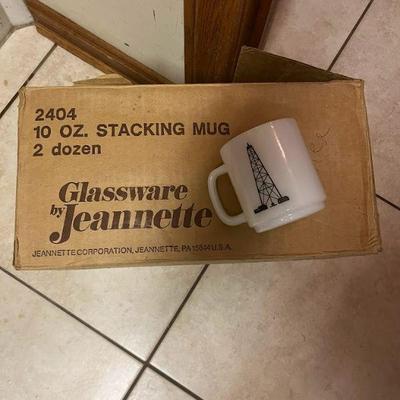 2404
10 OZ. STACKING MUG
2 dozen
Glassware
by Jeannette
JEANNETTE CORPORATION, JEANNETTE, PA 15644 U.S.A.